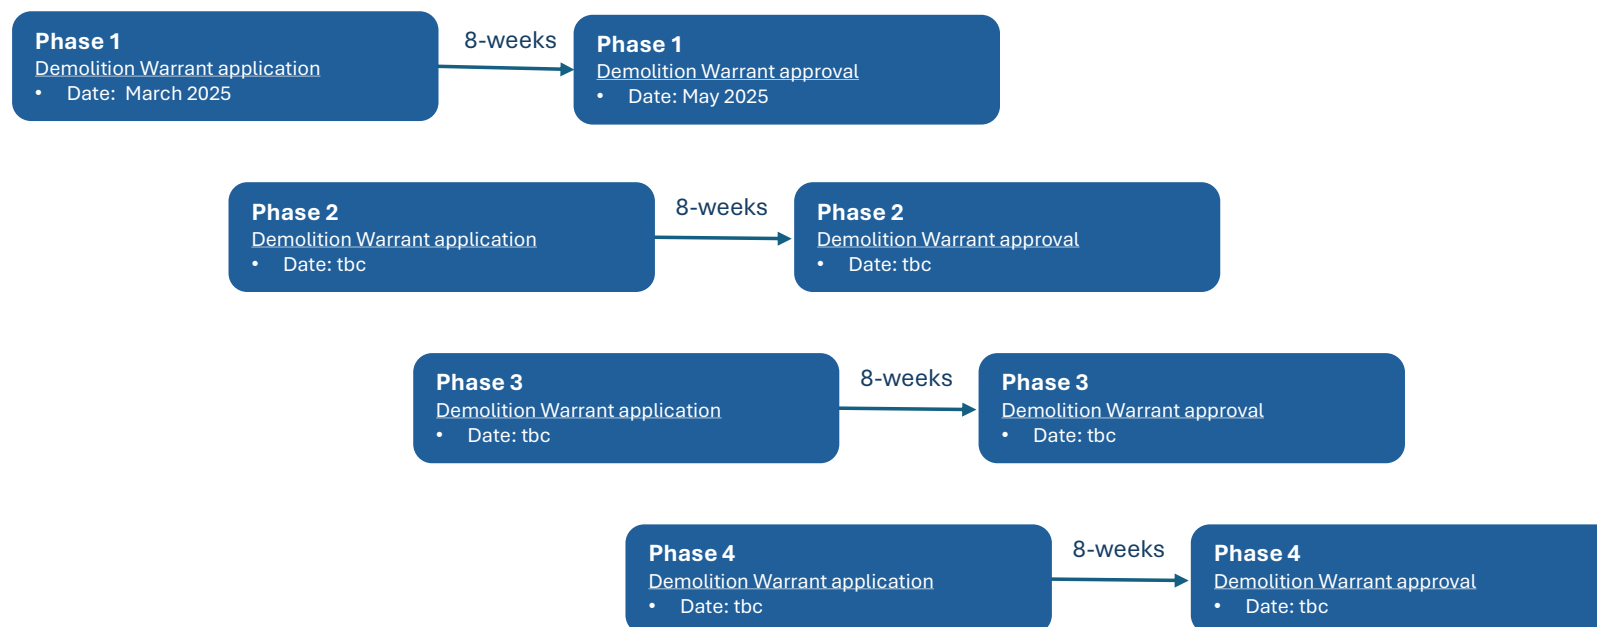 Phase 1
Demolition Warrant application
• Date:  March 2025
8-weeks
Phase 1
Demolition Warrant approval
• Date: May 2025
Phase 2
Demolition Warrant application
• Date: tbc
8-weeks
Phase 2
Demolition Warrant approval
• Date: tbc
Phase 3
Demolition Warrant application
• Date: tbc
8-weeks
Phase 3
Demolition Warrant approval
• Date: tbc
Phase 4
Demolition Warrant application
• Date: tbc
8-weeks
Phase 4
Demolition Warrant approval
• Date: tbc